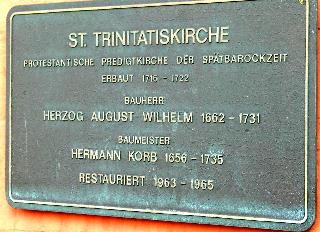 ST. TRINITATISKIRCHE
PROTESTANTISCHE PREDIGTKIRCHE DER SPÄTBAROCKZEIT
ERBAUT 1716 - 1722
BAUHERR
HERZOG AUGUST WILHELM 1662 - 1731
BAUMEISTER
HERMANN KORB 1656 - 1735
RESTAURIERT 1963 - 1965